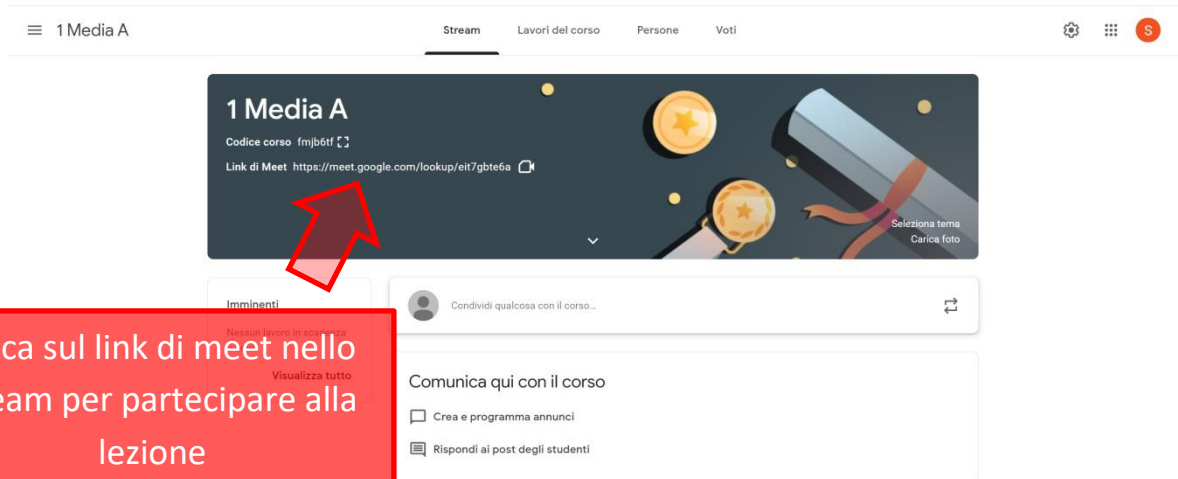 1 Media A
Stream Lavori del corso Persone Voti
S
1 Media A
Codice corso fmjb6tf
Link di Meet https://meet.google.com/lookup/eit7gbte6a
Seleziona tema
Carica foto
Imminenti
Nessun lavoro in scadenza
Visualizza tutto
Condividi qualcosa con il corso...
ca sul link di meet nello
eam per partecipare alla
lezione
Comunica qui con il corso
Crea e programma annunci
Rispondi ai post degli studenti